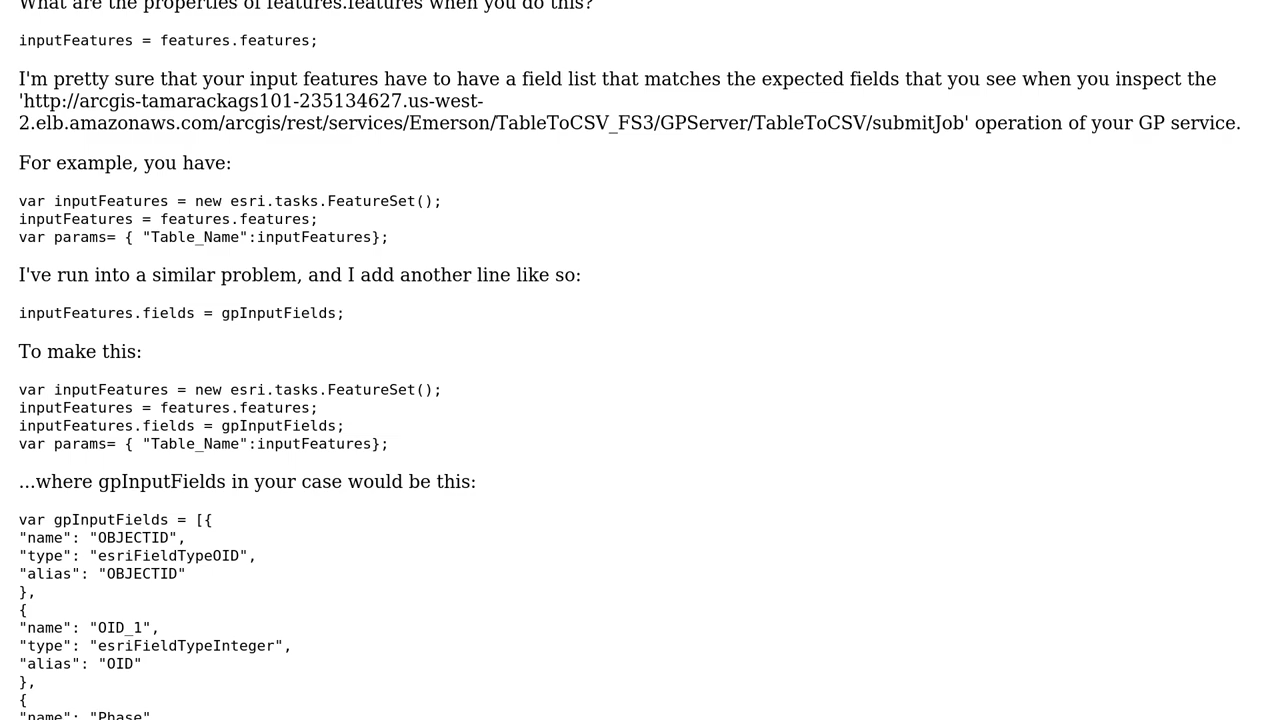 What are the properties of features.features when you do this?
inputFeatures = features.features;
I'm pretty sure that your input features have to have a field list that matches the expected fields that you see when you inspect the
'http://arcgis-tamarackags101-235134627.us-west-
2.elb.amazonaws.com/arcgis/rest/services/Emerson/TableToCSV_FS3/GPServer/TableToCSV/submitJob' operation of your GP service.
For example, you have:
var inputFeatures = new esri.tasks.FeatureSet();
inputFeatures = features.features;
var params= { "Table_Name":inputFeatures};
I've run into a similar problem, and I add another line like so:
inputFeatures.fields = gpInputFields;
To make this:
var inputFeatures = new esri.tasks.FeatureSet();
inputFeatures = features.features;
inputFeatures.fields = gpInputFields;
var params= { "Table_Name":inputFeatures};
...where gpInputFields in your case would be this:
var gpInputFields = [{
"name": "OBJECTID",
"type": "esriFieldTypeOID",
"alias": "OBJECTID"
},
{
"name": "OID_1",
"type": "esriFieldTypeInteger",
"alias": "OID"
},
{
"name": "Phase",